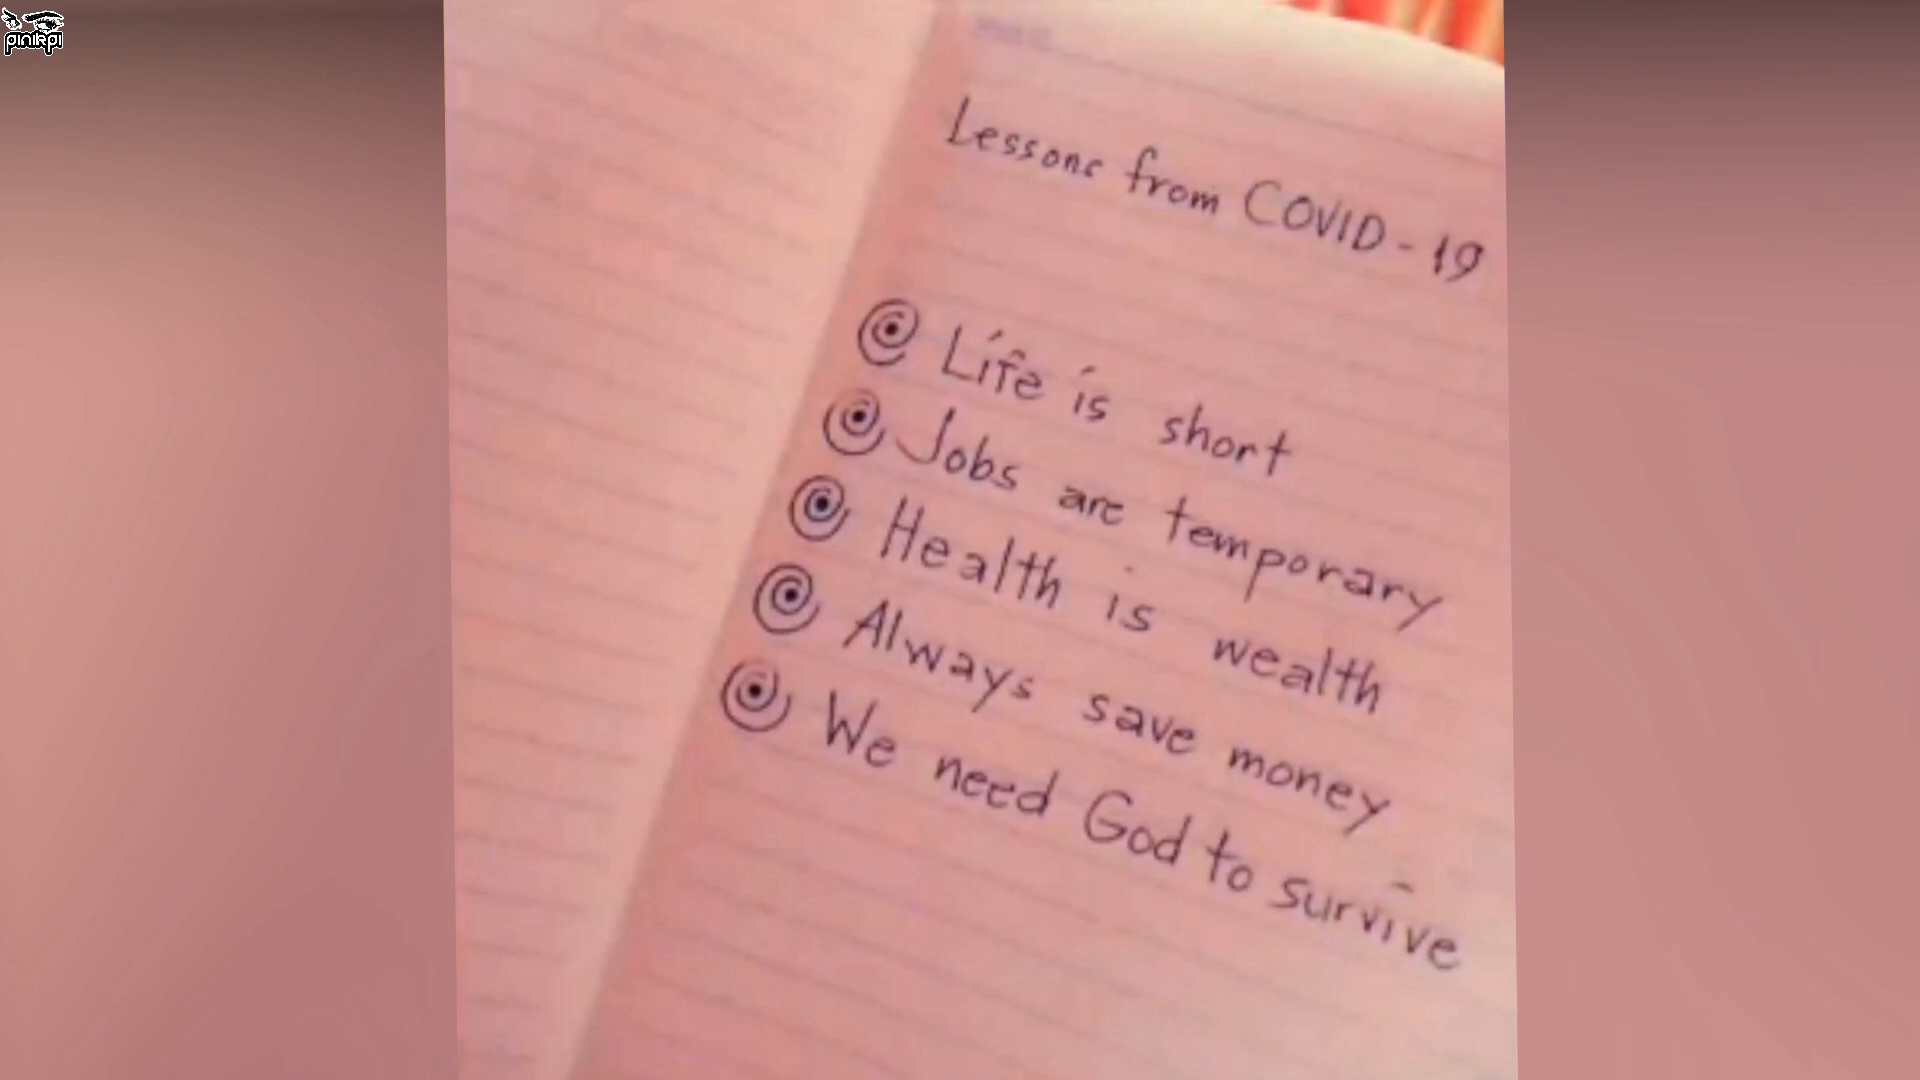 pinikpi
Lessons from COVID-19
Life is short
Jobs are temporary
Health is wealth
Always save money
We need God to survive